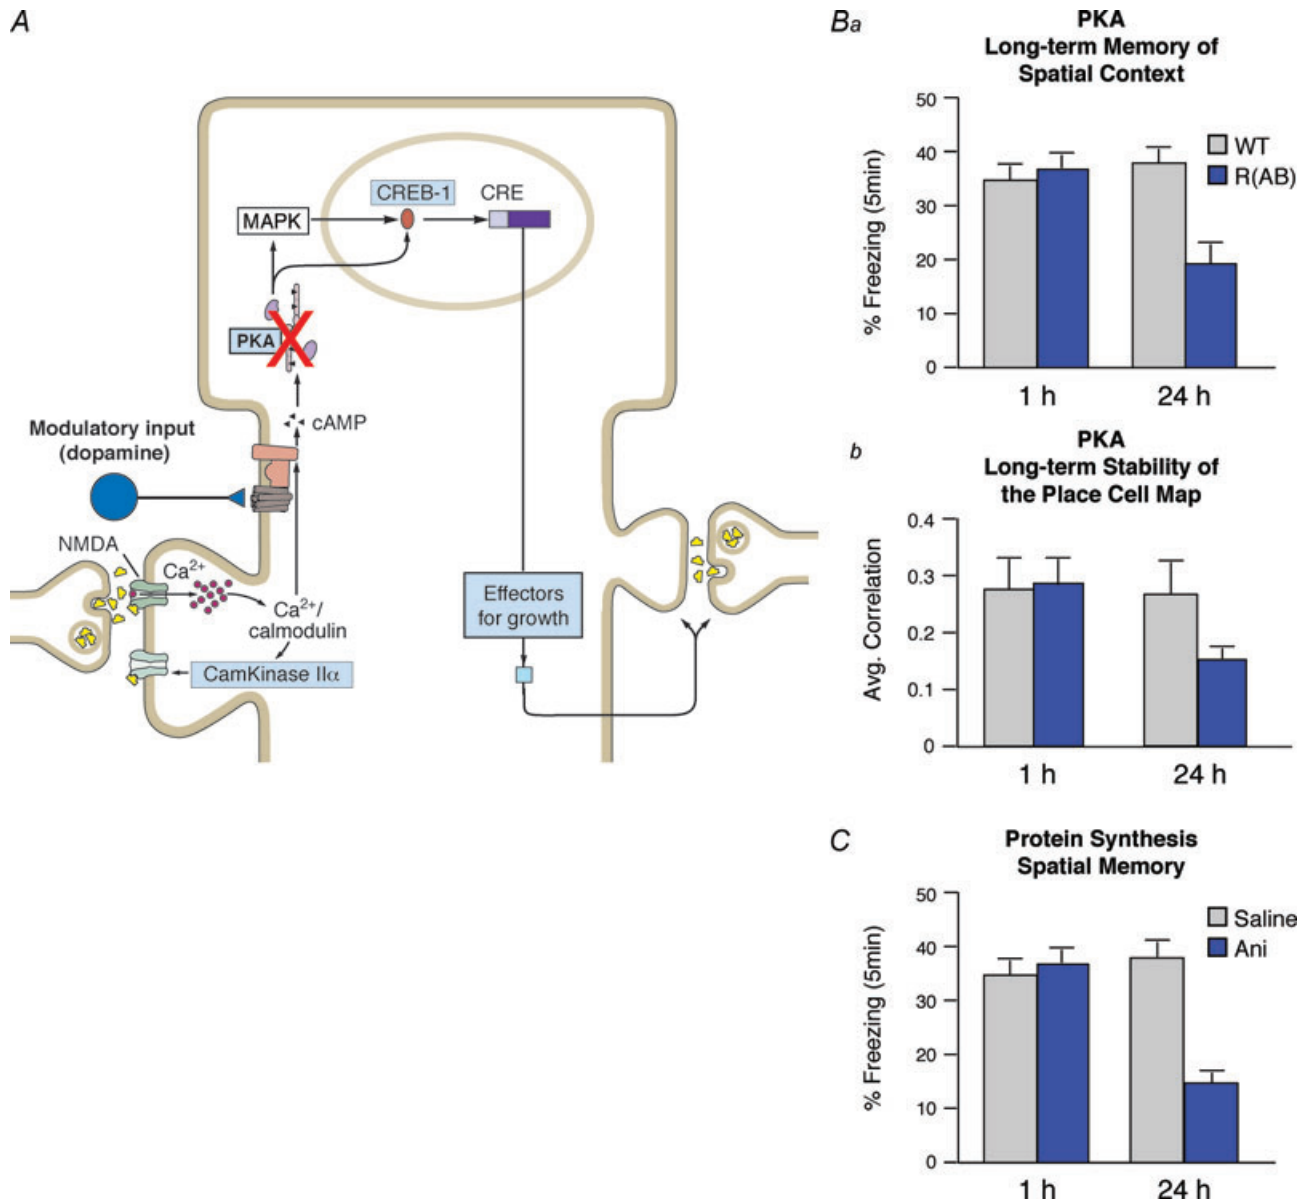 A
CREB-1
CRE
MAPK
PKA
cAMP
Modulatory input
(dopamine)
NMDA
Ca2+
Ca2+/
calmodulin
CamKinase IIα
Effectors
for growth
Ba
PKA
Long-term Memory of
Spatial Context
% Freezing (5min)
50
40
30
20
10
0
WT
R(AB)
1 h
24 h
b
PKA
Long-term Stability of
the Place Cell Map
Avg. Correlation
0.4
0.3
0.2
0.1
0
1 h
24 h
C
Protein Synthesis
Spatial Memory
% Freezing (5min)
50
40
30
20
10
0
Saline
Ani
1 h
24 h